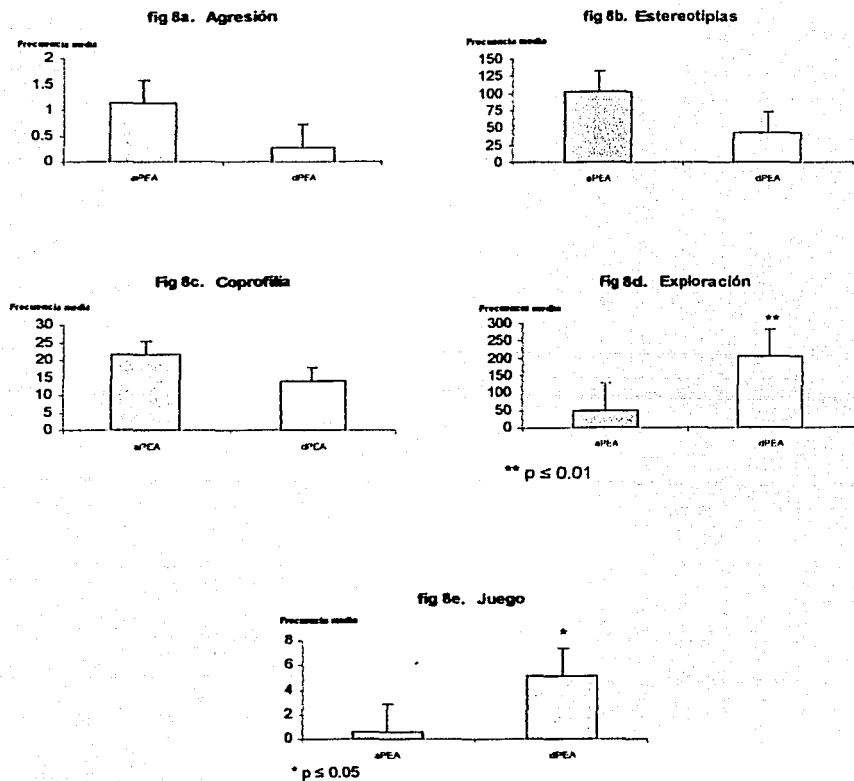 fig 8a. Agresión
Frecuencia media
2
1.5
1
0.5
0
aPEA
dPEA
fig 8b. Estereotipias
Frecuencia media
150
125
100
75
50
25
0
aPEA
dPEA
Fig 8c. Coprofilia
Frecuencia media
30
25
20
15
10
5
0
aPEA
dPEA
Fig 8d. Exploración
Frecuencia media
300
250
200
150
100
50
0
**
aPEA
dPEA
** p ≤ 0.01
fig 8e. Juego
Frecuencia media
8
6
4
2
0
*
aPEA
dPEA
* p ≤ 0.05